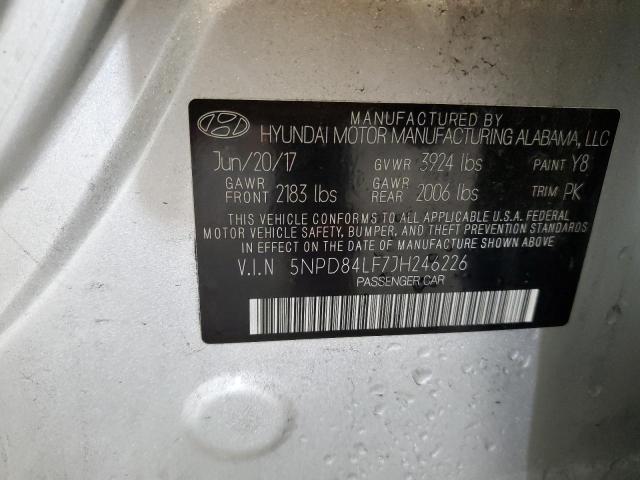 MANUFACTURED BY
HYUNDAI MOTOR MANUFACTURING ALABAMA, LLC
Jun/20/17 GVWR 3924 lbs PAINT Y8
GAWR FRONT 2183 lbs GAWR REAR 2006 lbs TRIM PK
THIS VEHICLE CONFORMS TO ALL APPLICABLE U.S.A. FEDERAL
MOTOR VEHICLE SAFETY, BUMPER, AND THEFT PREVENTION STANDARDS
IN EFFECT ON THE DATE OF MANUFACTURE SHOWN ABOVE
V.I.N 5NPD84LF7JH246226
PASSENGER CAR